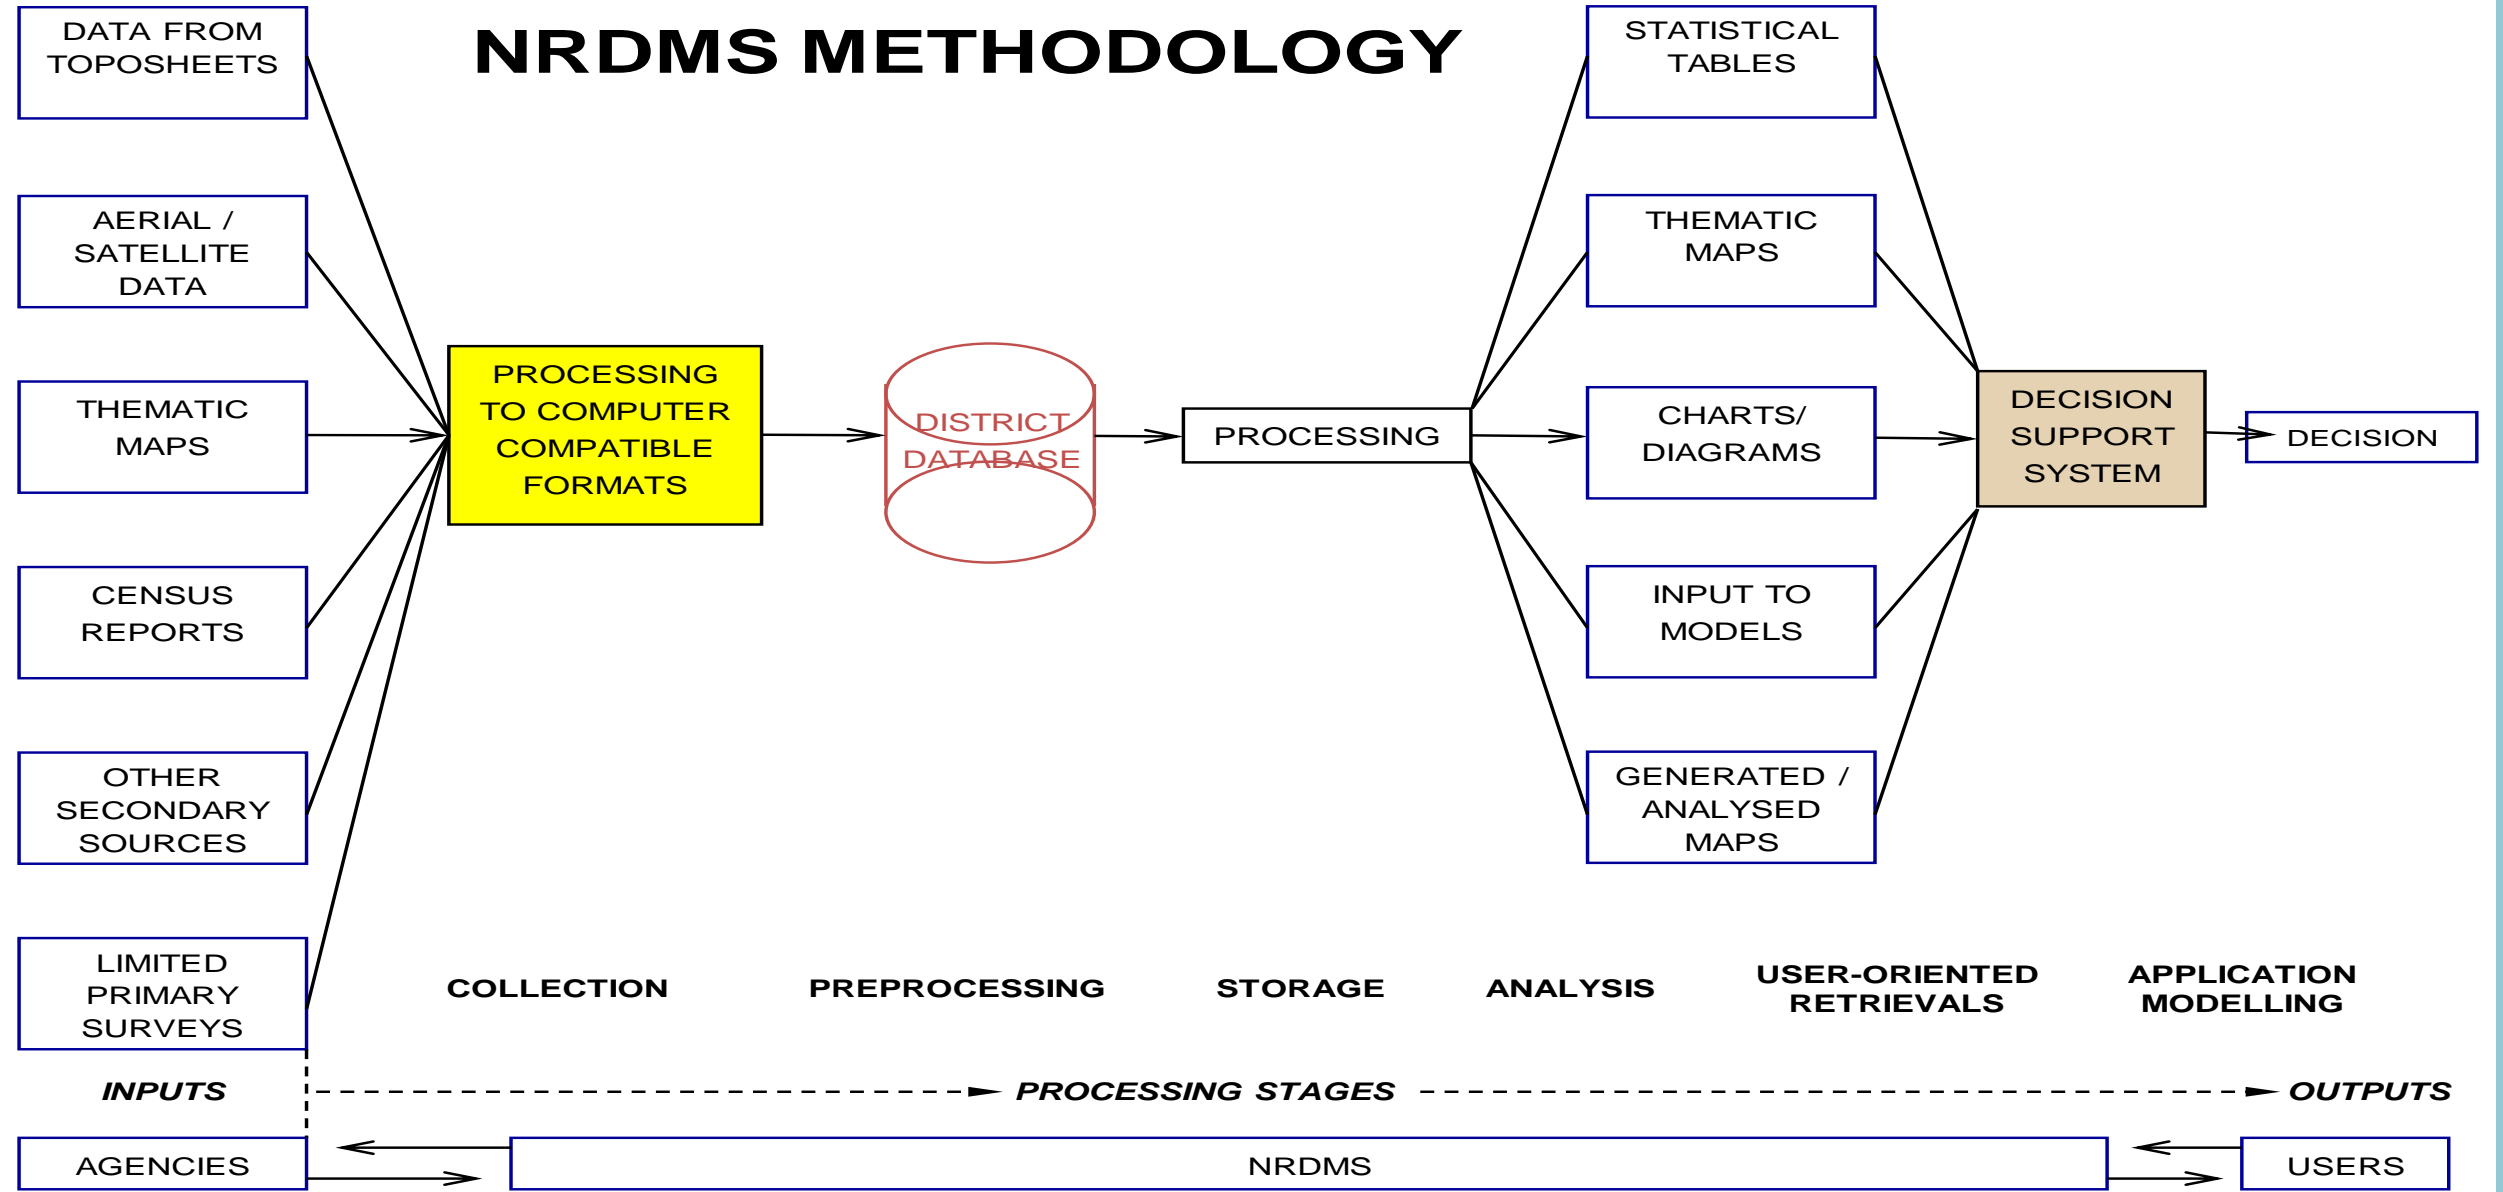 NRDMS METHODOLOGY
DATA FROM
TOPOSHEETS
AERIAL /
SATELLITE
DATA
THEMATIC
MAPS
CENSUS
REPORTS
OTHER
SECONDARY
SOURCES
LIMITED
PRIMARY
SURVEYS
PROCESSING
TO COMPUTER
COMPATIBLE
FORMATS
DISTRICT
DATABASE
PROCESSING
STATISTICAL
TABLES
THEMATIC
MAPS
CHARTS/
DIAGRAMS
INPUT TO
MODELS
GENERATED /
ANALYSED
MAPS
DECISION
SUPPORT
SYSTEM
DECISION
COLLECTION
PREPROCESSING
STORAGE
ANALYSIS
USER-ORIENTED
RETRIEVALS
APPLICATION
MODELLING
INPUTS
PROCESSING STAGES
OUTPUTS
AGENCIES
NRDMS
USERS